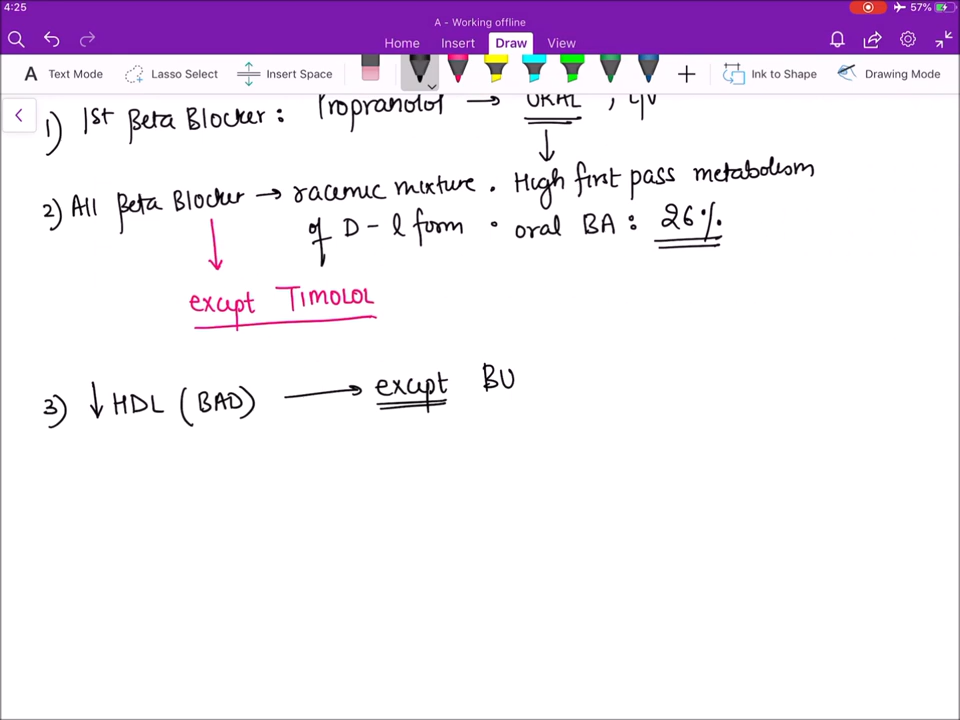 4:25
57%
A - Working offline
Home Insert Draw View
A Text Mode Lasso Select Insert Space Ink to Shape Drawing Mode
1) 1st Beta Blocker : Propranolol → ORAL , I/V
2) All Beta Blocker → racemic mixture . High first pass metabolism
of D - l form • oral BA : 26%
except TIMOLOL
3) ↓ HDL (BAD) → except BU